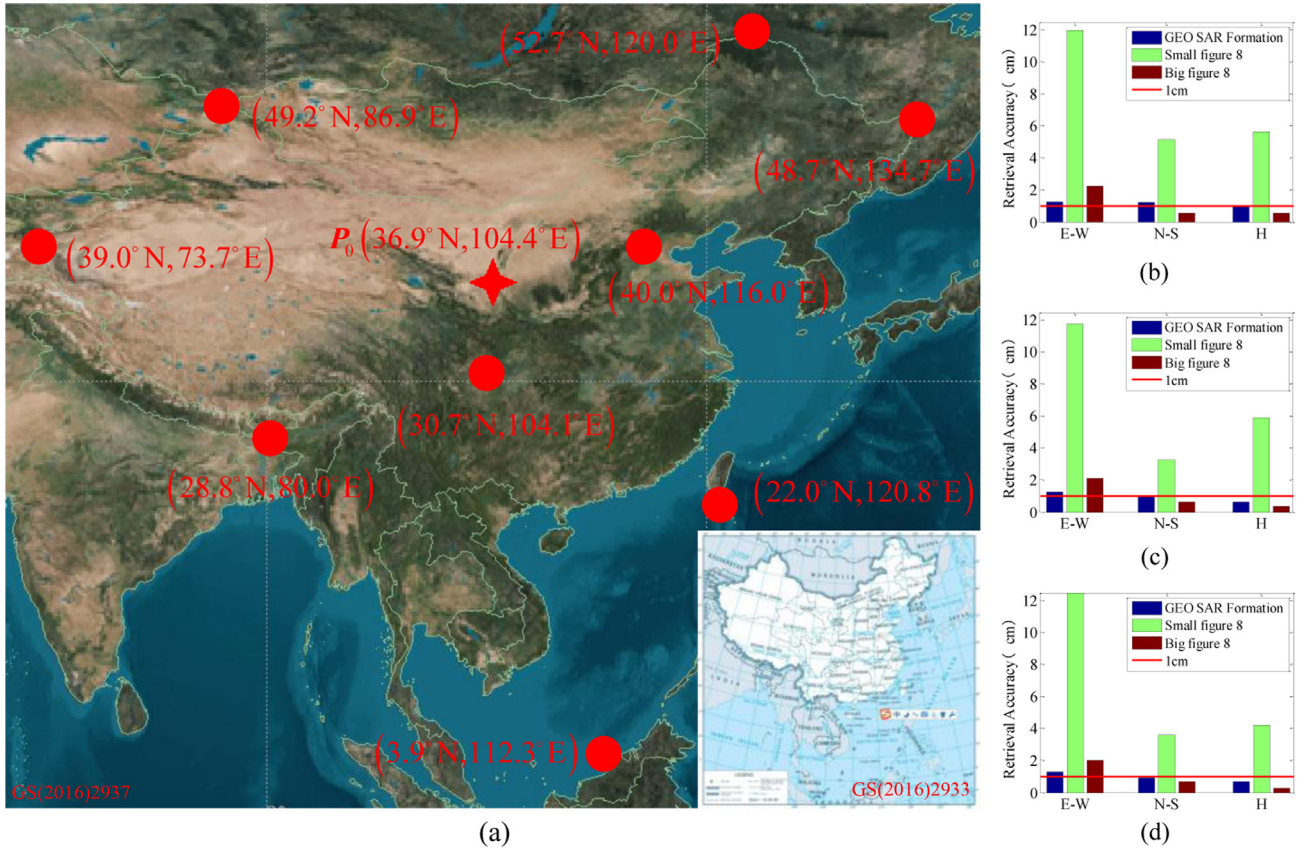 (52.7°N,120.0°E)
(49.2°N,86.9°E)
(48.7°N,134.7°E)
P0(36.9°N,104.4°E)
(39.0°N,73.7°E)
(40.0°N,116.0°E)
(30.7°N,104.1°E)
(28.8°N,80.0°E)
(22.0°N,120.8°E)
(3.9°N,112.3°E)
GS(2016)2937
MONGOLIA
GS(2016)2933
(a)
Retrieval Accuracy( cm)
12
10
8
6
4
2
0
GEO SAR Formation
Small figure 8
Big figure 8
1cm
E-W N-S H
(b)
Retrieval Accuracy( cm)
12
10
8
6
4
2
0
GEO SAR Formation
Small figure 8
Big figure 8
1cm
E-W N-S H
(c)
Retrieval Accuracy( cm)
12
10
8
6
4
2
0
GEO SAR Formation
Small figure 8
Big figure 8
1cm
E-W N-S H
(d)